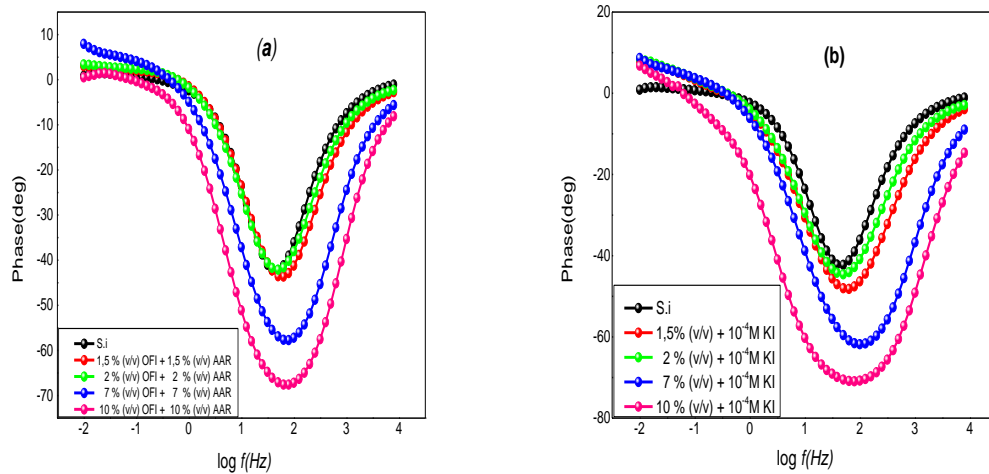 (a)
10
0
-10
-20
-30
-40
-50
-60
-70
Phase(deg)
S.i
1,5 % (v/v) OFI + 1,5 % (v/v) AAR
2 % (v/v) OFI + 2 % (v/v) AAR
7 % (v/v) OFI + 7 % (v/v) AAR
10 % (v/v) OFI + 10 % (v/v) AAR
-2 -1 0 1 2 3 4
log f(Hz)
(b)
20
0
-20
-40
-60
-80
Phase(deg)
S.i
1,5% (v/v) + 10⁻⁴M KI
2 % (v/v) + 10⁻⁴M KI
7 % (v/v) + 10⁻⁴M KI
10 % (v/v) + 10⁻⁴M KI
-2 -1 0 1 2 3 4
log f(Hz)